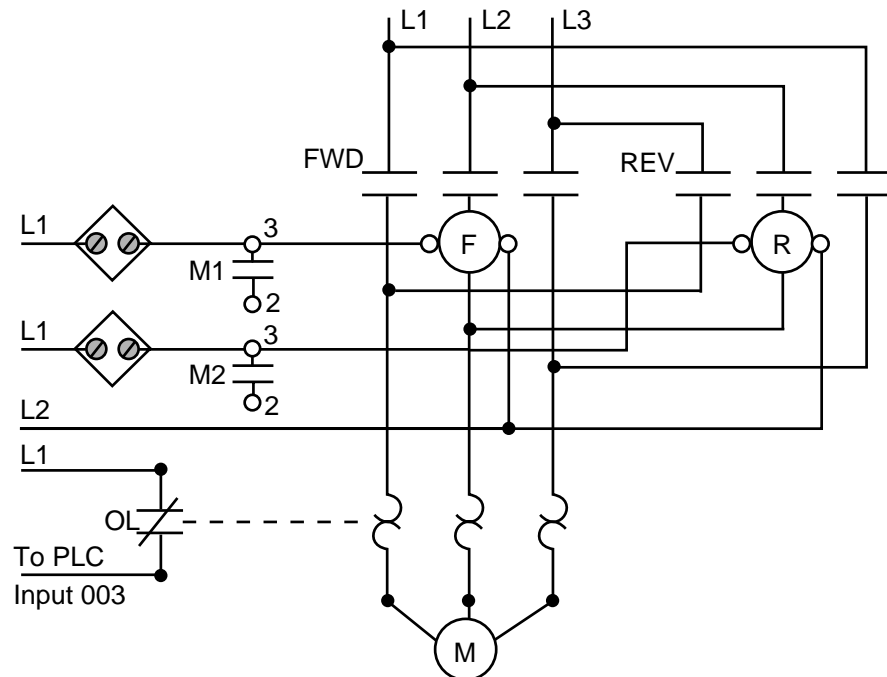 L1 L2 L3
FWD REV
L1 3 F R
M1
2
L1 3
M2
2
L2
L1
OL
To PLC
Input 003
M